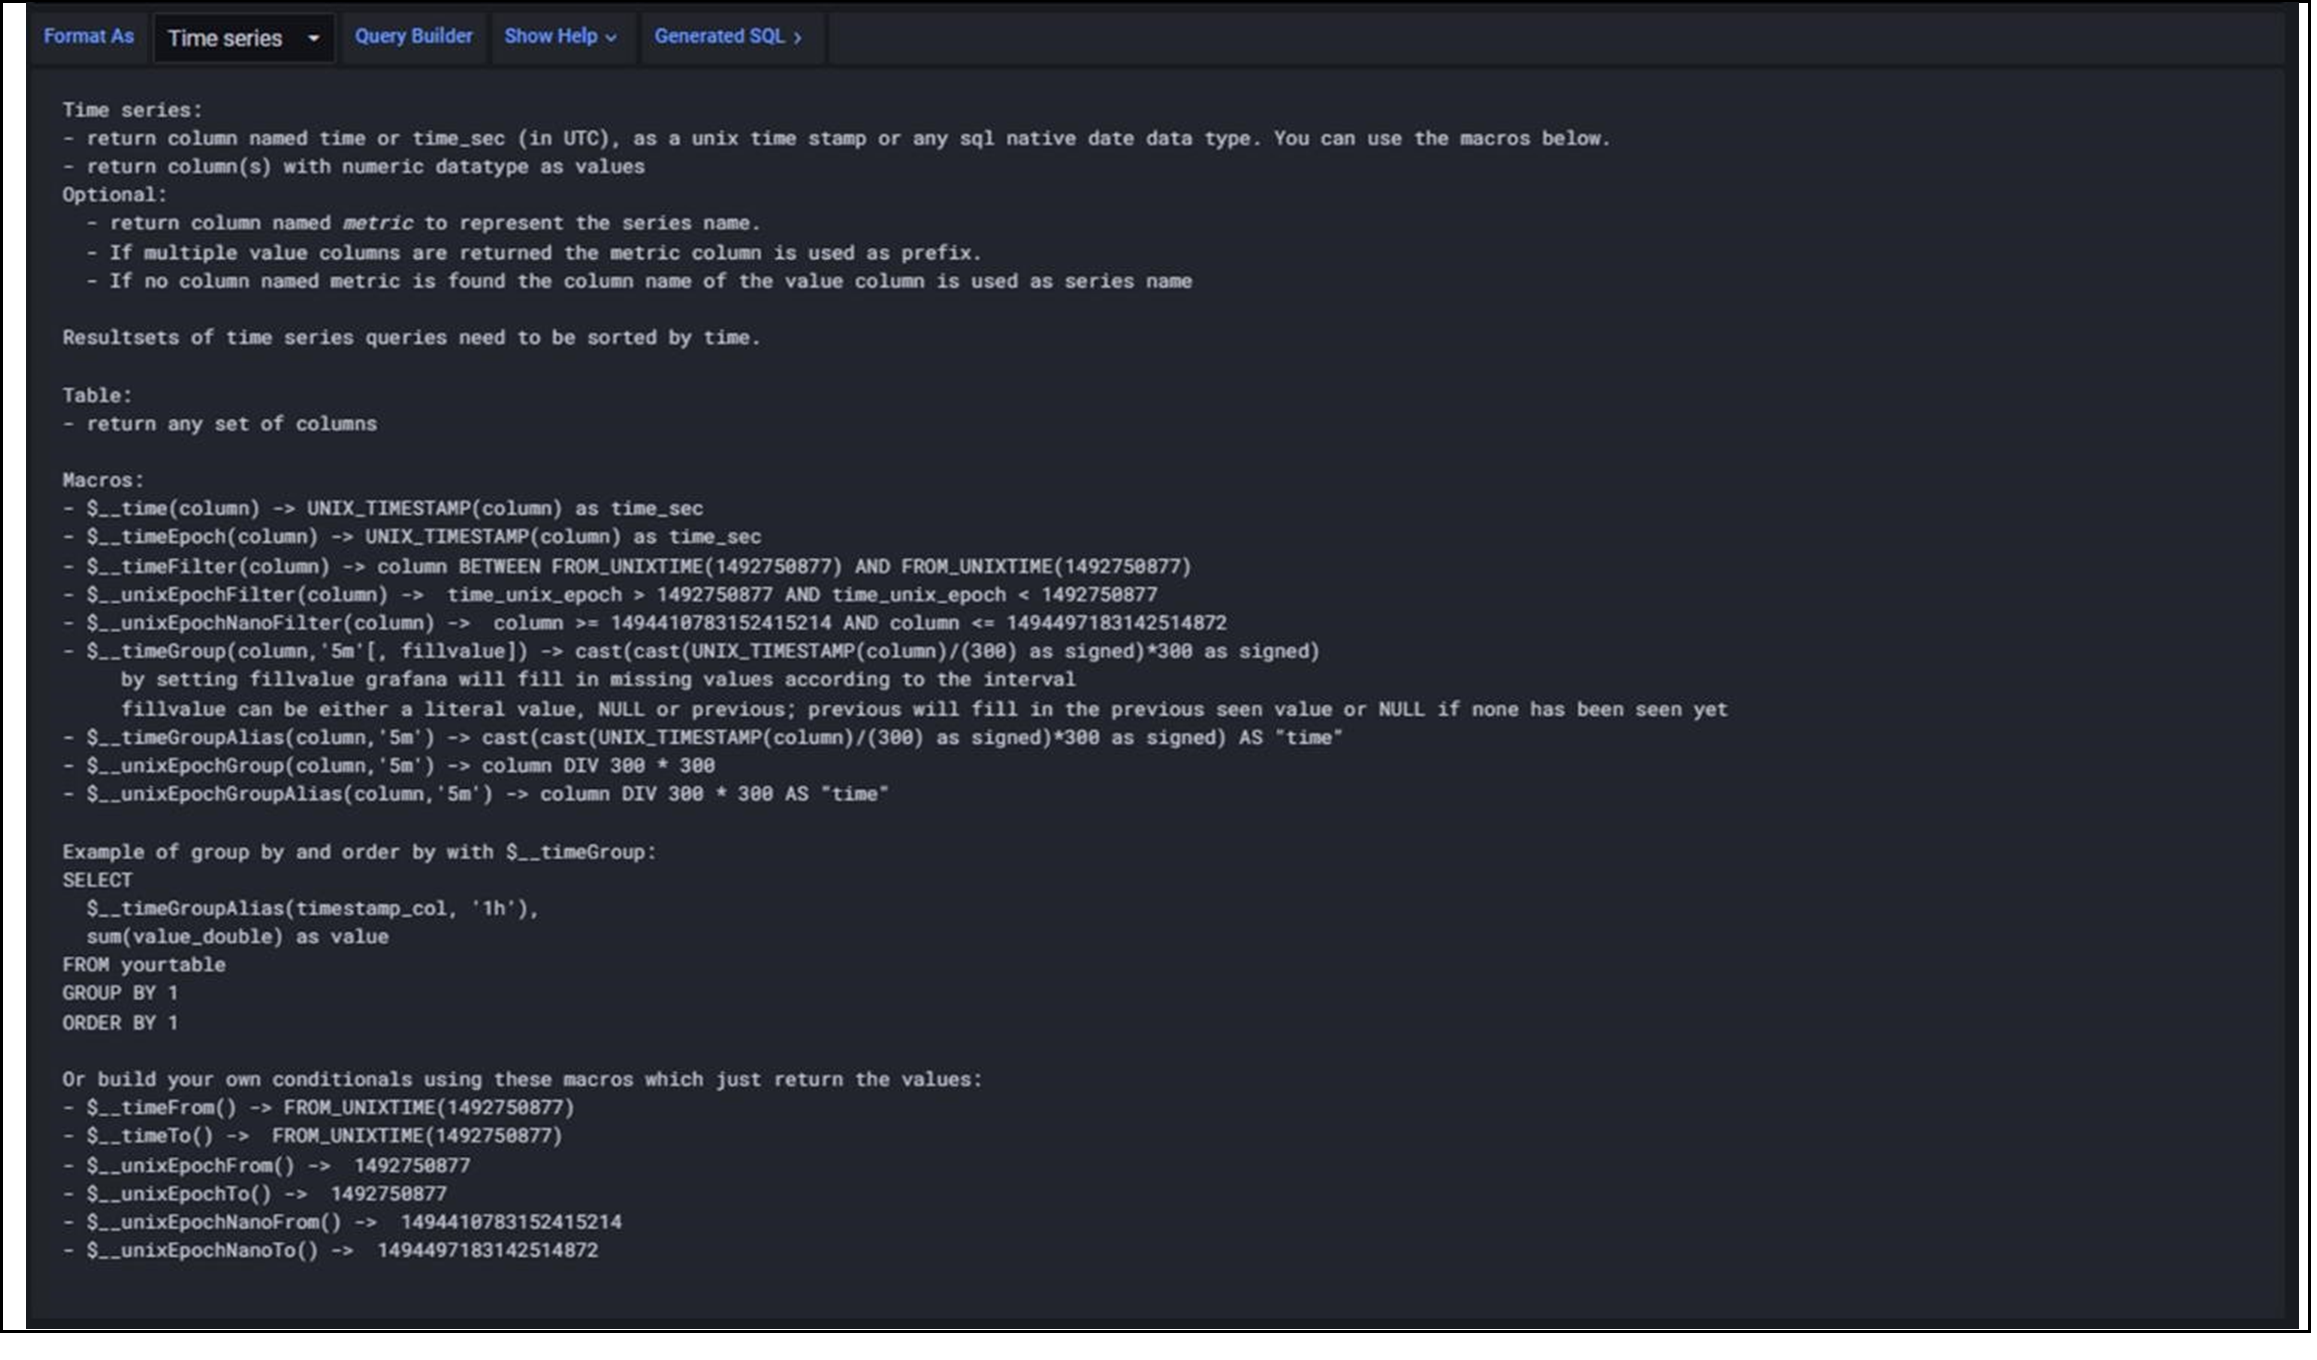 Format As Time series Query Builder Show Help Generated SQL
Time series:
- return column named time or time_sec (in UTC), as a unix time stamp or any sql native date data type. You can use the macros below.
- return column(s) with numeric datatype as values
Optional:
- return column named metric to represent the series name.
- If multiple value columns are returned the metric column is used as prefix.
- If no column named metric is found the column name of the value column is used as series name
Resultsets of time series queries need to be sorted by time.
Table:
- return any set of columns
Macros:
- $__time(column) -> UNIX_TIMESTAMP(column) as time_sec
- $__timeEpoch(column) -> UNIX_TIMESTAMP(column) as time_sec
- $__timeFilter(column) -> column BETWEEN FROM_UNIXTIME(1492750877) AND FROM_UNIXTIME(1492750877)
- $__unixEpochFilter(column) -> time_unix_epoch > 1492750877 AND time_unix_epoch < 1492750877
- $__unixEpochNanoFilter(column) -> column >= 1494410783152415214 AND column <= 1494497183142514872
- $__timeGroup(column,'5m'[, fillvalue]) -> cast(cast(UNIX_TIMESTAMP(column)/(300) as signed)*300 as signed)
by setting fillvalue grafana will fill in missing values according to the interval
fillvalue can be either a literal value, NULL or previous; previous will fill in the previous seen value or NULL if none has been seen yet
- $__timeGroupAlias(column,'5m') -> cast(cast(UNIX_TIMESTAMP(column)/(300) as signed)*300 as signed) AS "time"
- $__unixEpochGroup(column,'5m') -> column DIV 300 * 300
- $__unixEpochGroupAlias(column,'5m') -> column DIV 300 * 300 AS "time"
Example of group by and order by with $__timeGroup:
SELECT
$__timeGroupAlias(timestamp_col, '1h'),
sum(value_double) as value
FROM yourtable
GROUP BY 1
ORDER BY 1
Or build your own conditionals using these macros which just return the values:
- $__timeFrom() -> FROM_UNIXTIME(1492750877)
- $__timeTo() -> FROM_UNIXTIME(1492750877)
- $__unixEpochFrom() -> 1492750877
- $__unixEpochTo() -> 1492750877
- $__unixEpochNanoFrom() -> 1494410783152415214
- $__unixEpochNanoTo() -> 1494497183142514872